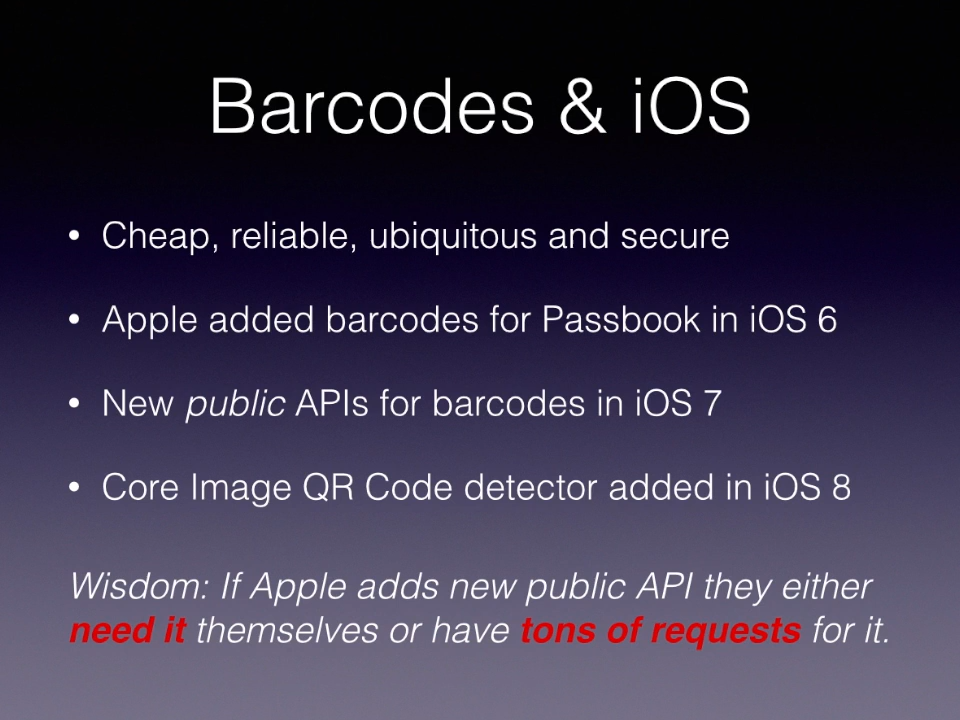 Barcodes & iOS
• Cheap, reliable, ubiquitous and secure
• Apple added barcodes for Passbook in iOS 6
• New public APIs for barcodes in iOS 7
• Core Image QR Code detector added in iOS 8
Wisdom: If Apple adds new public API they either
need it themselves or have tons of requests for it.